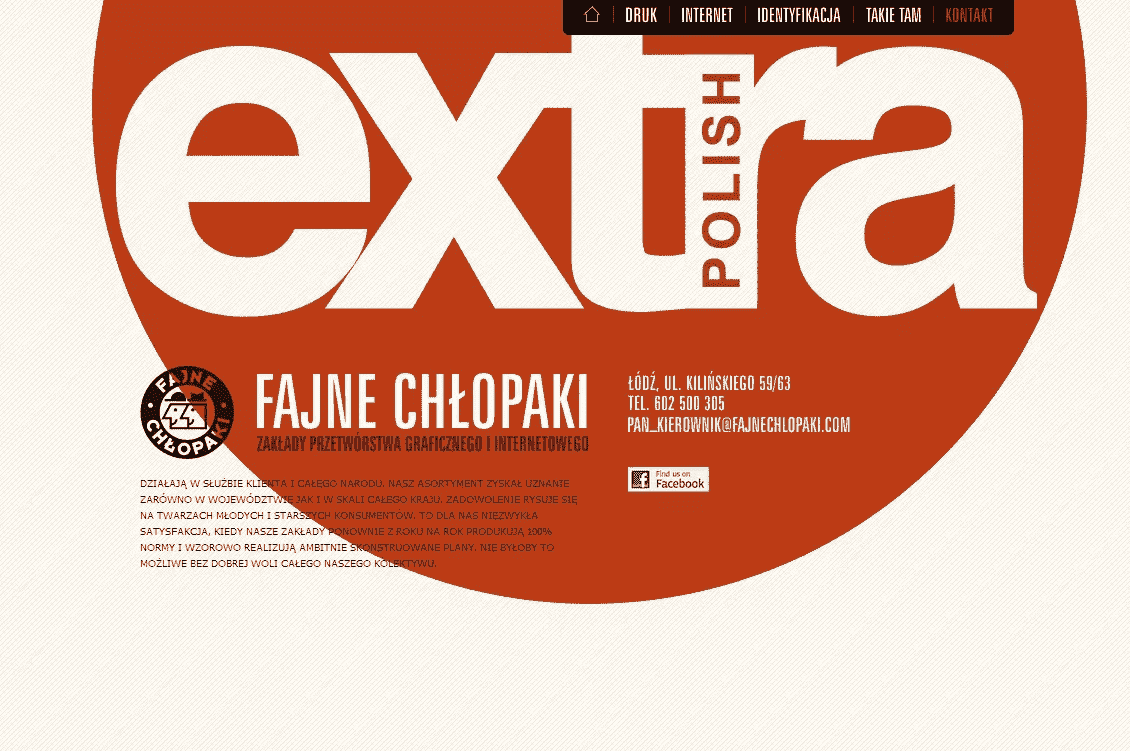 DRUK INTERNET IDENTYFIKACJA TAKIE TAM KONTAKT
extra
POLISH
FAJNE CHŁOPAKI
FAJNE CHŁOPAKI
ZAKŁADY PRZETWÓRSTWA GRAFICZNEGO I INTERNETOWEGO
ŁÓDŹ, UL. KILIŃSKIEGO 59/63
TEL. 602 500 305
PAN_KIEROWNIK@FAJNECHLOPAKI.COM
Find us on
Facebook
DZIAŁAJĄ W SŁUŻBIE KLIENTA I CAŁEGO NARODU. NASZ ASORTYMENT ZYSKAŁ UZNANIE
ZARÓWNO W WOJEWÓDZTWIE JAK I W SKALI CAŁEGO KRAJU. ZADOWOLENIE RYSUJE SIĘ
NA TWARZACH MŁODYCH I STARSZYCH KONSUMENTÓW. TO DLA NAS NIEZWYKŁA
SATYSFAKCJA, KIEDY NASZE ZAKŁADY PONOWNIE Z ROKU NA ROK PRODUKUJĄ 100%
NORMY I WZOROWO REALIZUJĄ AMBITNIE SKONSTRUOWANE PLANY. NIE BYŁOBY TO
MOŻLIWE BEZ DOBREJ WOLI CAŁEGO NASZEGO KOLEKTYWU.